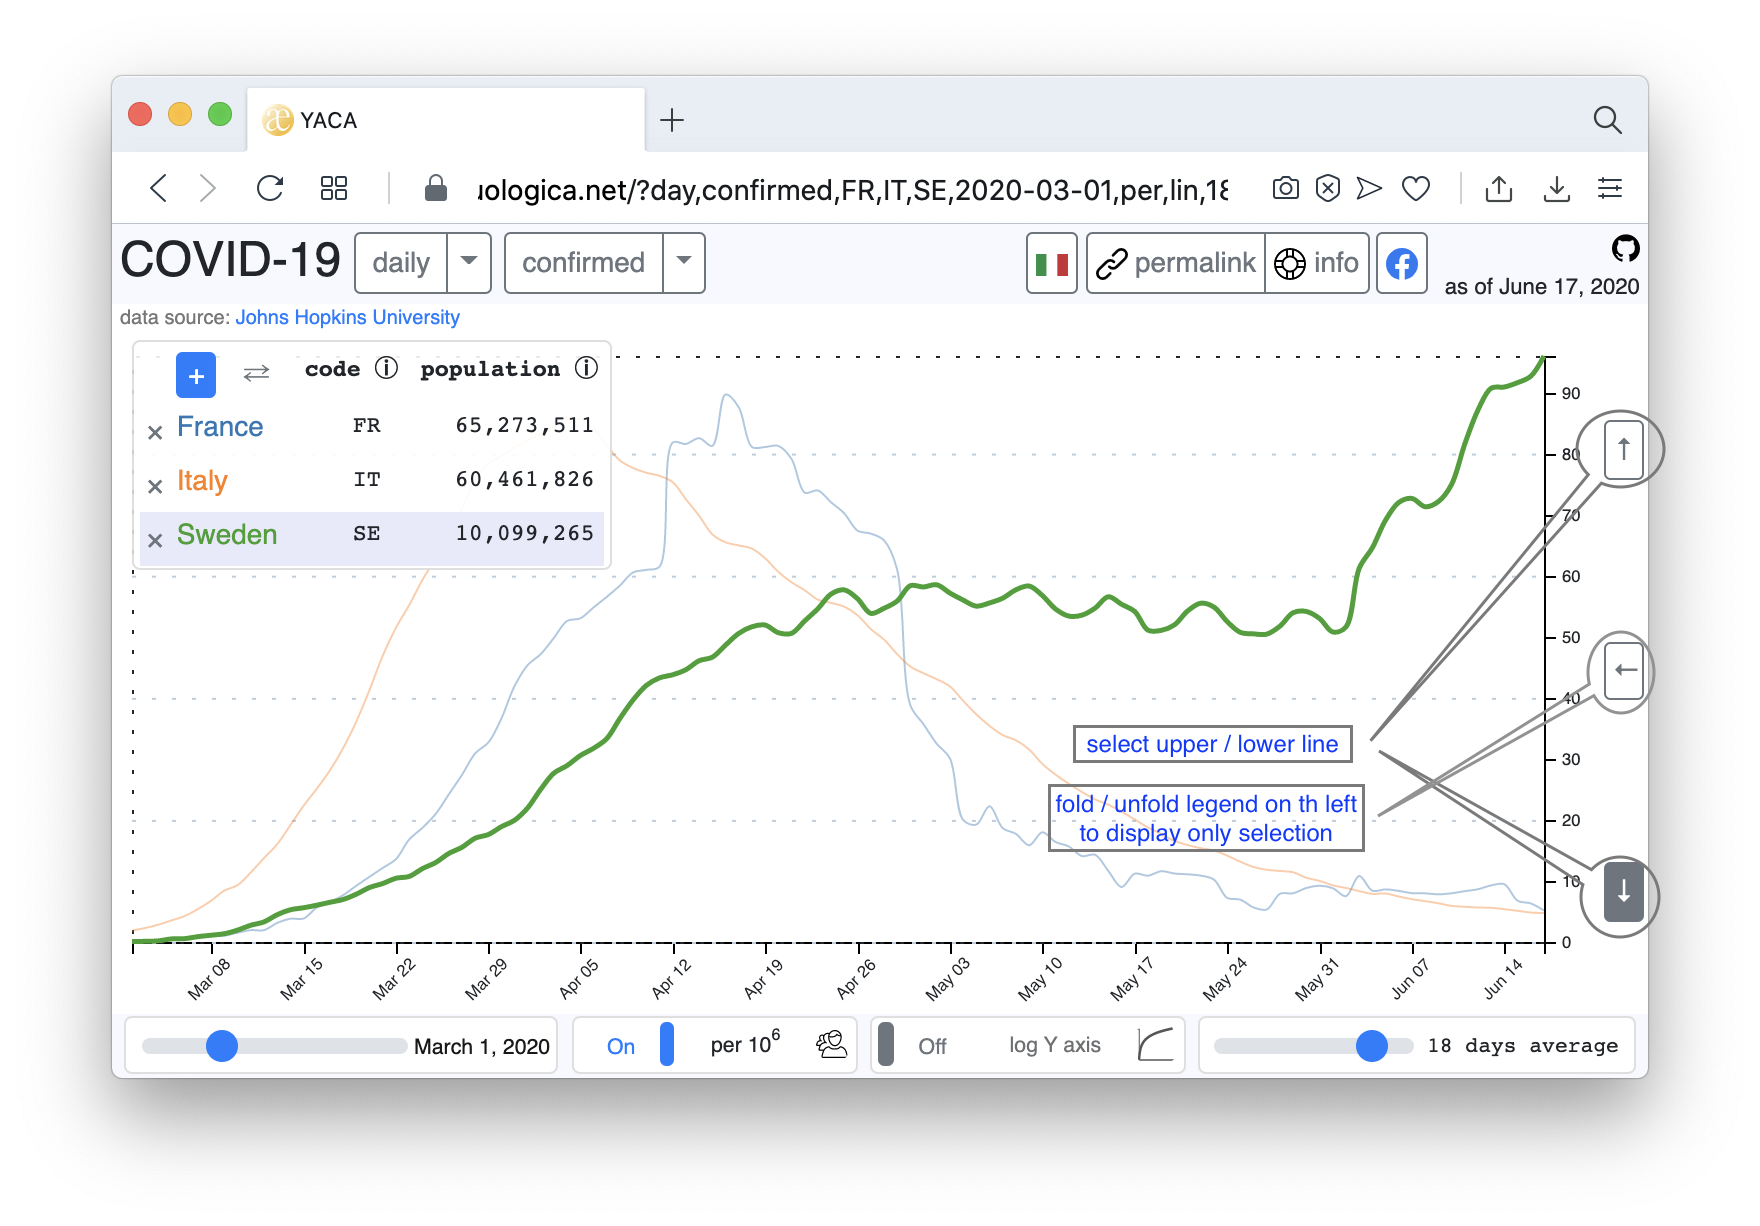 YACA
uologica.net/?day,confirmed,FR,IT,SE,2020-03-01,per,lin,18
COVID-19 daily confirmed permalink info
as of June 17, 2020
data source: Johns Hopkins University
+ code population
× France FR 65,273,511
× Italy IT 60,461,826
× Sweden SE 10,099,265
90
80
70
60
50
40
30
20
10
0
select upper / lower line
fold / unfold legend on th left
to display only selection
Mar 08 Mar 15 Mar 22 Mar 29 Apr 05 Apr 12 Apr 19 Apr 26 May 03 May 10 May 17 May 24 May 31 Jun 07 Jun 14
March 1, 2020 On per 10⁶ Off log Y axis 18 days average